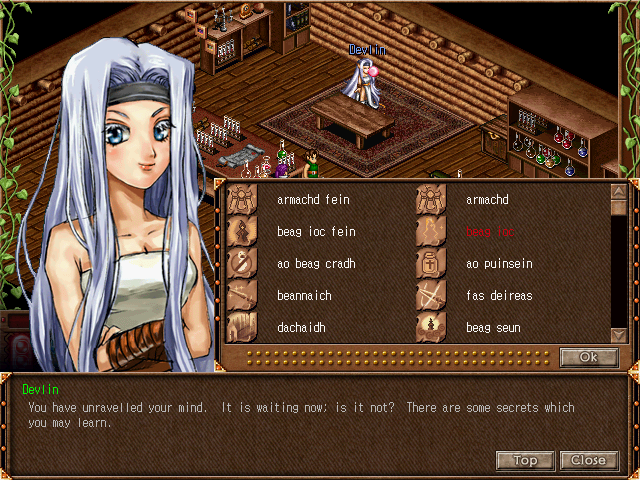 Devlin
armachd fein
armachd
beag ioc fein
ao beag cradh
ao puinsein
beannaich
fas deireas
dachaidh
beag seun
Ok
Devlin
You have unravelled your mind. It is waiting now; is it not? There are some secrets which
you may learn.
Top
Close